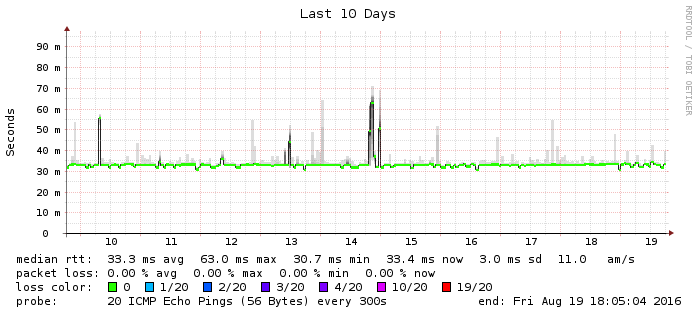 Last 10 Days
RRDTOOL / TOBI OETIKER
Seconds
90 m
80 m
70 m
60 m
50 m
40 m
30 m
20 m
10 m
0
10 11 12 13 14 15 16 17 18 19
median rtt: 33.3 ms avg 63.0 ms max 30.7 ms min 33.4 ms now 3.0 ms sd 11.0 am/s
packet loss: 0.00 % avg 0.00 % max 0.00 % min 0.00 % now
loss color: 0 1/20 2/20 3/20 4/20 10/20 19/20
probe: 20 ICMP Echo Pings (56 Bytes) every 300s end: Fri Aug 19 18:05:04 2016